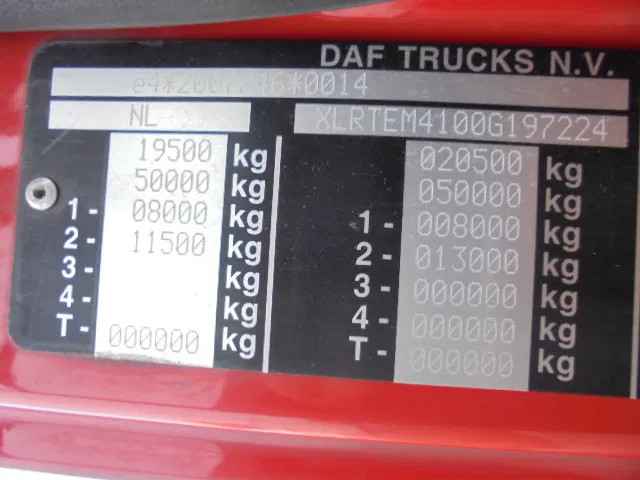 DAF TRUCKS N.V.
0014
NL XLRTEM4100G197224
19500 kg 020500 kg
50000 kg 050000 kg
1- 08000 kg 1- 008000 kg
2- 11500 kg 2- 013000 kg
3- kg 3- 000000 kg
4- kg 4- 000000 kg
T- 000000 kg T- 000000 kg